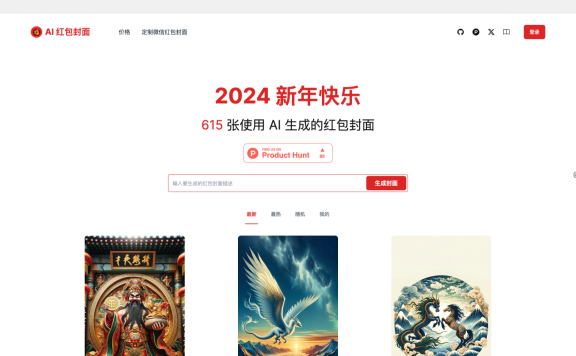 AI 红包封面
价格
定制微信红包封面
登录
2024 新年快乐
615 张使用 AI 生成的红包封面
FIND US ON
Product Hunt
输入要生成的红包封面描述
生成封面
最新
最热
随机
我的